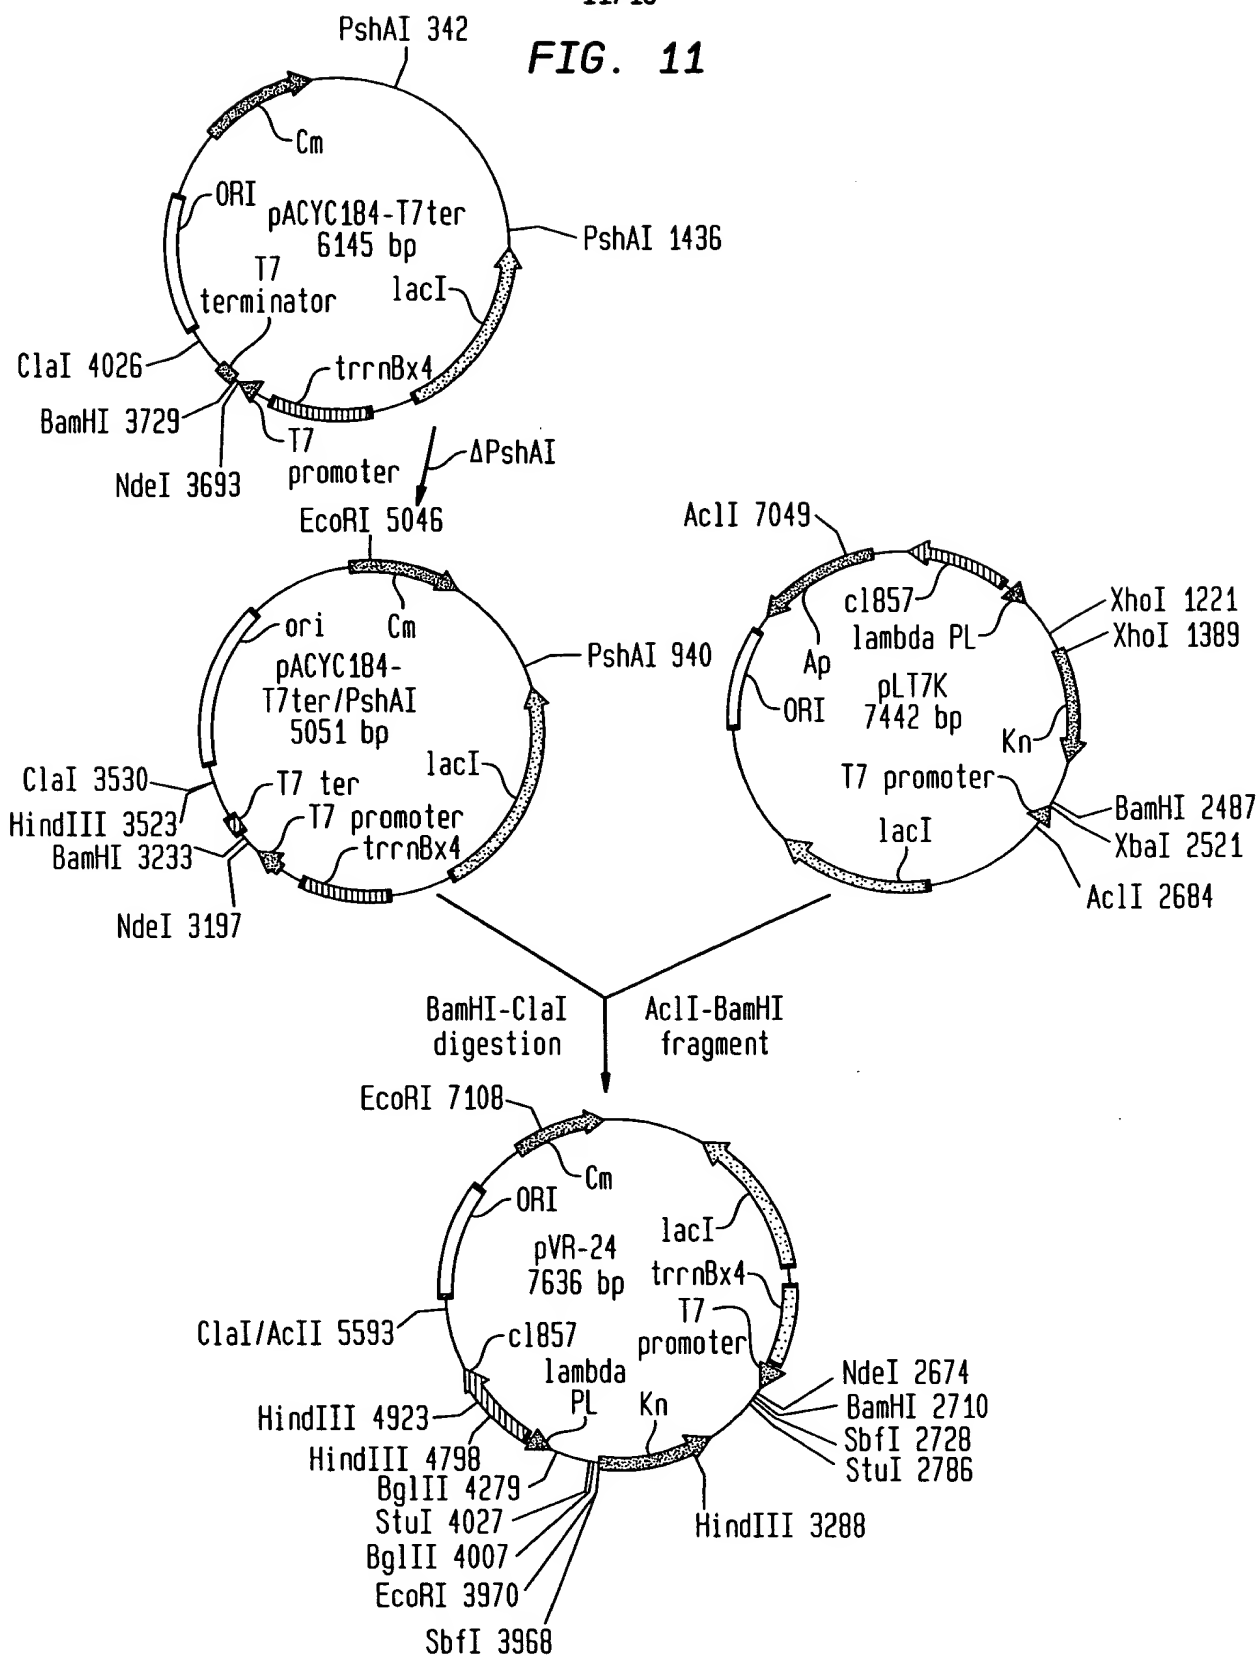 FIG. 11
PshAI 342
Cm
ORI
pACYC184-T7ter
6145 bp
PshAI 1436
T7
terminator
lacI
ClaI 4026
trrnBx4
BamHI 3729
T7
promoter
NdeI 3693
ΔPshAI
EcoRI 5046
Cm
ori
PshAI 940
pACYC184-
T7ter/PshAI
5051 bp
lacI
ClaI 3530
T7 ter
HindIII 3523
T7 promoter
BamHI 3233
trrnBx4
NdeI 3197
AclI 7049
cl857
XhoI 1221
lambda PL
XhoI 1389
Ap
pLT7K
7442 bp
ORI
Kn
T7 promoter
BamHI 2487
lacI
XbaI 2521
AclI 2684
BamHI-ClaI
digestion
AclI-BamHI
fragment
EcoRI 7108
Cm
ORI
lacI
pVR-24
7636 bp
trrnBx4
T7
promoter
ClaI/AcII 5593
cl857
lambda
PL
Kn
NdeI 2674
BamHI 2710
SbfI 2728
StuI 2786
HindIII 4923
HindIII 4798
BglII 4279
StuI 4027
HindIII 3288
BglII 4007
EcoRI 3970
SbfI 3968